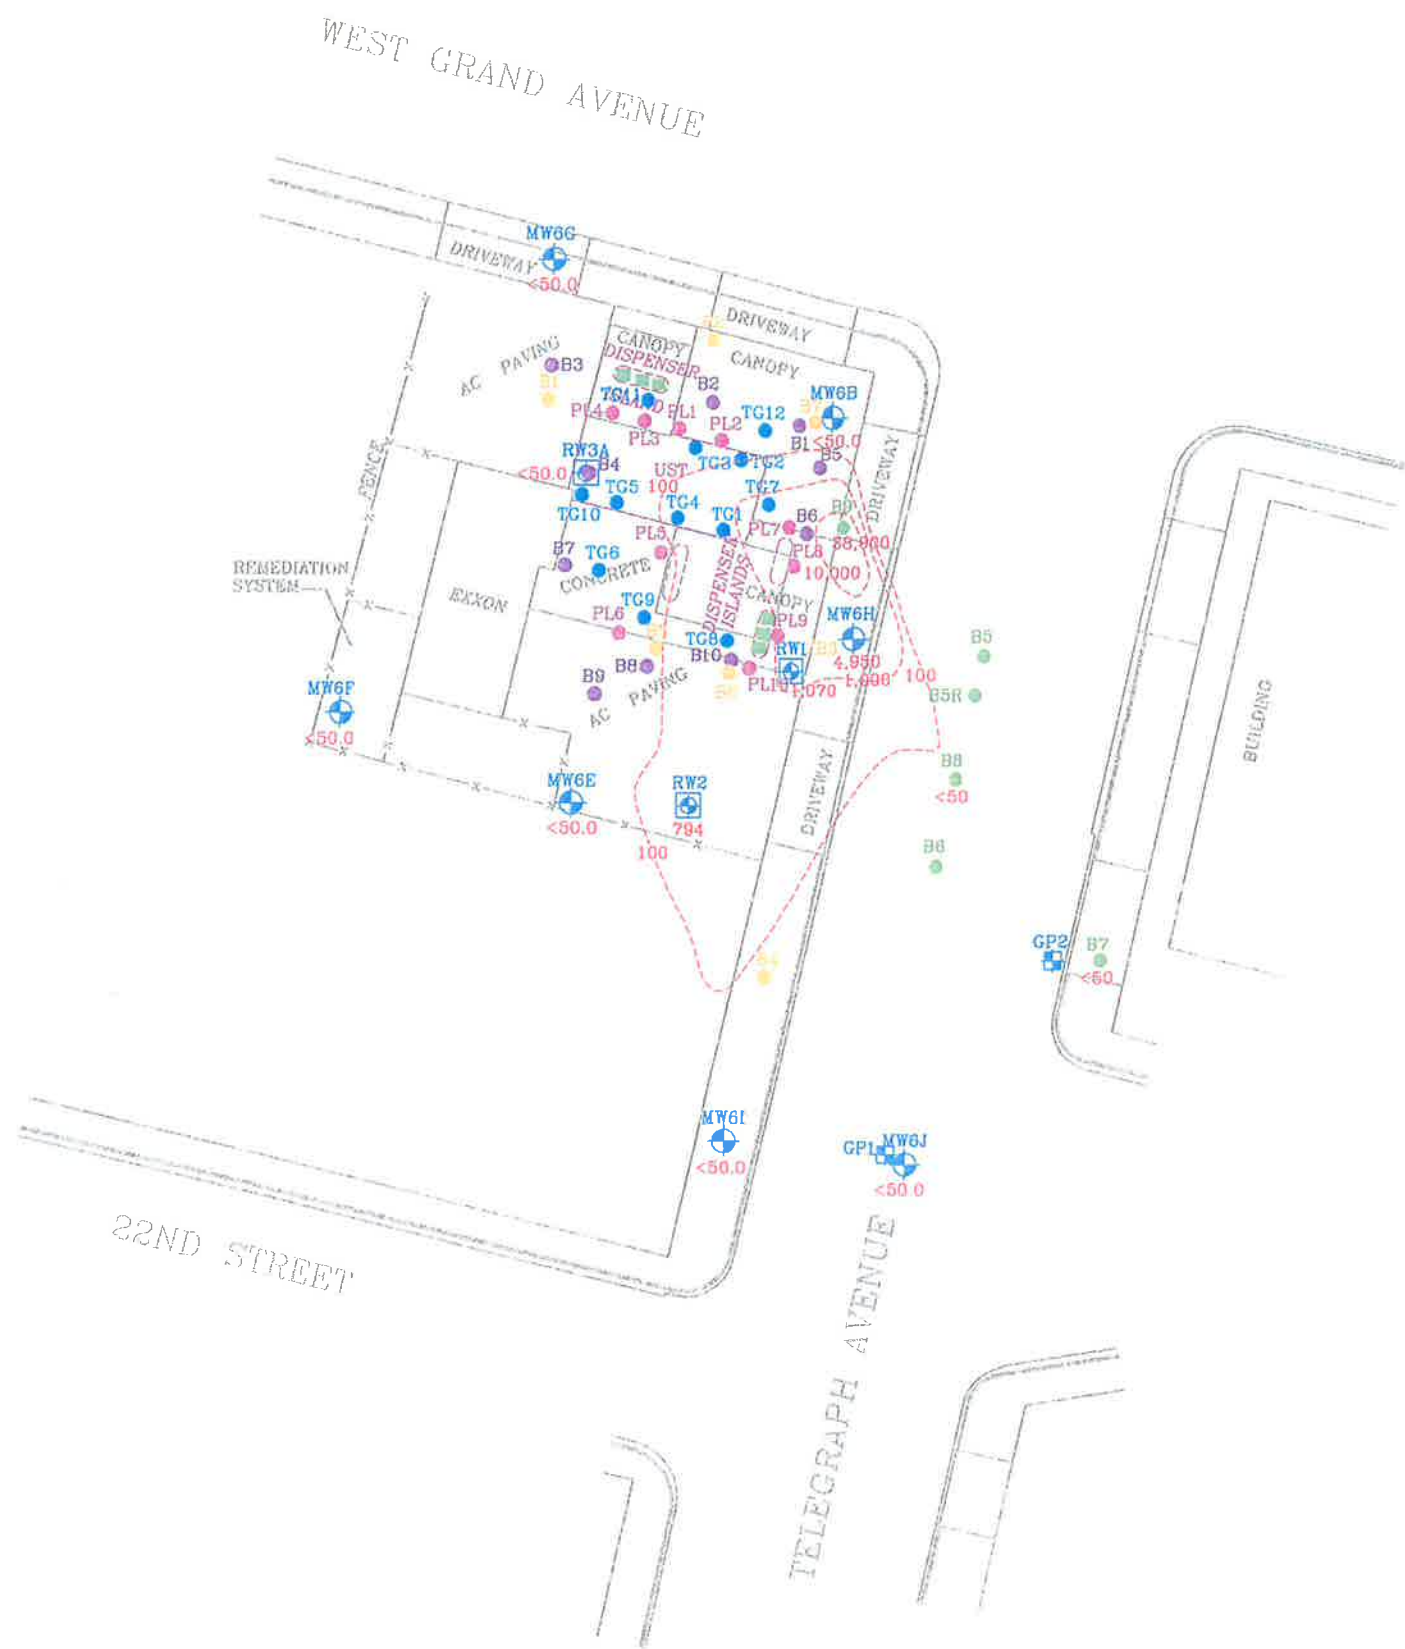 WEST GRAND AVENUE
MW6G
DRIVEWAY
<50.0
DRIVEWAY
CANOPY
CANOPY
DISPENSER
ISLAND
AC PAVING
B3
B1
B2
MW6B
TG11
PL4
PL1
PL3
PL2
TG12
B1
<50.0
RW3A
<50.0
B4
UST
TG3
TG2
B5
DRIVEWAY
FENCE
100
TG5
TG10
TG4
TG1
TG7
PL7
B6
B9
PL5
PL8
10,000
B7
TG6
CONCRETE
DISPENSER
ISLANDS
CANOPY
REMEDIATION
SYSTEM
EXXON
TG9
PL6
TG8
PL9
MW6H
B3
RW1
4,950
B5
B8
B10
PL10
1,070
100
B5R
B9
AC PAVING
MW6F
<50.0
BUILDING
DRIVEWAY
MW6E
<50.0
RW2
794
B8
<50
100
B6
B4
GP2
B7
<50
MW6I
<50.0
GP1
MW6J
<50.0
22ND STREET
TELEGRAPH AVENUE